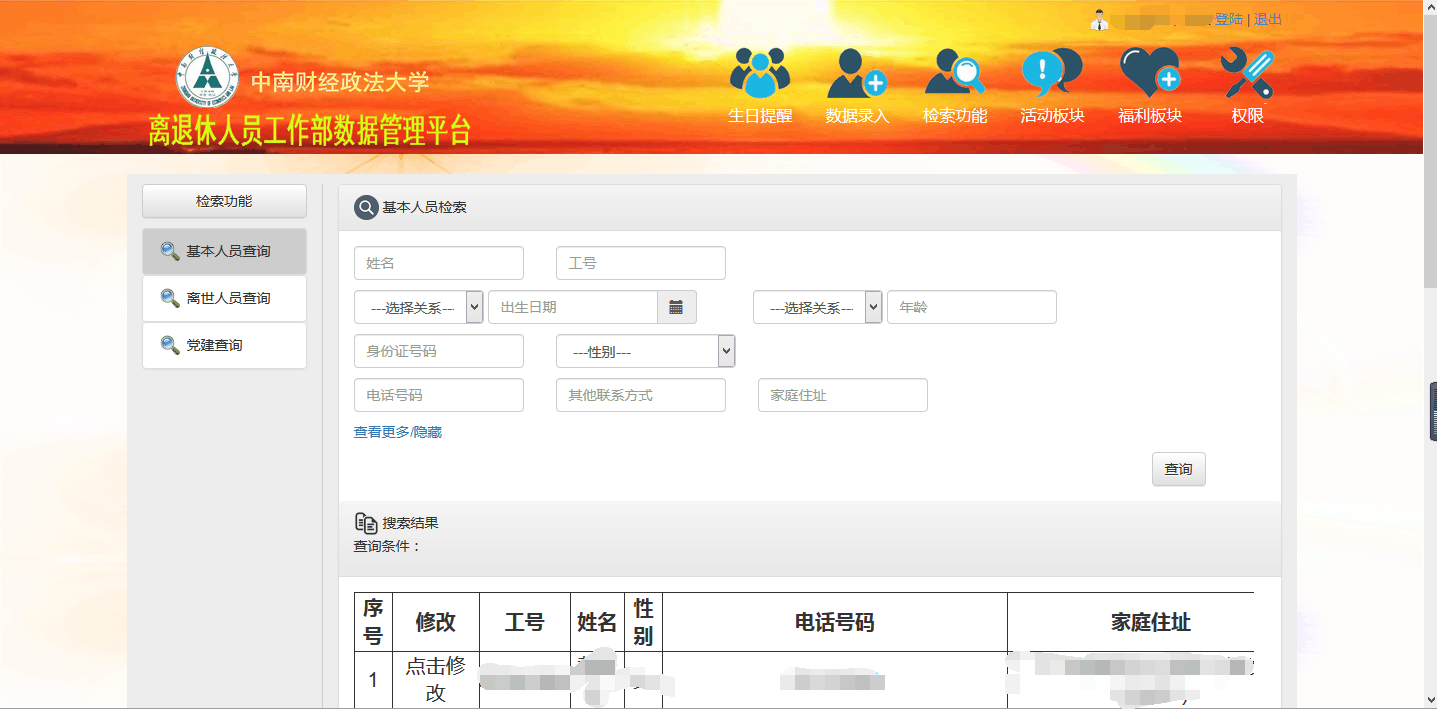 登陆 | 退出
中南财经政法大学
离退休人员工作部数据管理平台
生日提醒 数据录入 检索功能 活动板块 福利板块 权限
检索功能
基本人员查询
离世人员查询
党建查询
基本人员检索
姓名 工号
---选择关系--- 出生日期 ---选择关系--- 年龄
身份证号码 ---性别---
电话号码 其他联系方式 家庭住址
查看更多/隐藏
查询
搜索结果
查询条件：
序号 修改 工号 姓名 性别 电话号码 家庭住址
1 点击修改